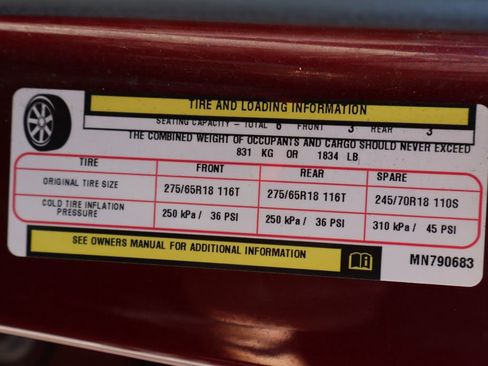 TIRE AND LOADING INFORMATION
SEATING CAPACITY - TOTAL 6 FRONT 3 REAR 3
THE COMBINED WEIGHT OF OCCUPANTS AND CARGO SHOULD NEVER EXCEED
831 KG OR 1834 LB
TIRE FRONT REAR SPARE
ORIGINAL TIRE SIZE 275/65R18 116T 275/65R18 116T 245/70R18 110S
COLD TIRE INFLATION PRESSURE 250 kPa / 36 PSI 250 kPa / 36 PSI 310 kPa / 45 PSI
SEE OWNERS MANUAL FOR ADDITIONAL INFORMATION
MN790683